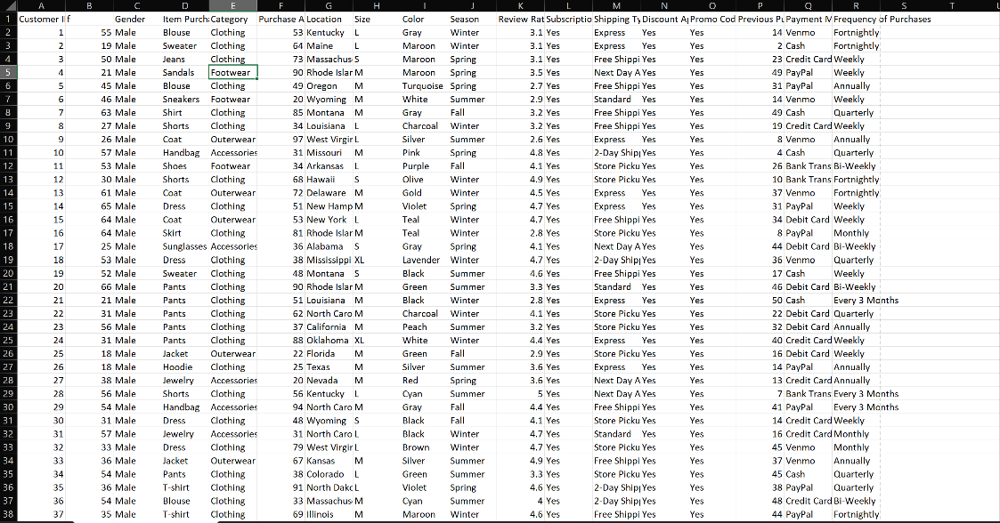 A B C D E F G H I J K L M N O P Q R S T U
1 Customer I f Gender Item Purcha Category Purchase A Location Size Color Season Review Rat Subscriptio Shipping Ty Discount Ap Promo Cod Previous Pu Payment M Frequency of Purchases
2 1 55 Male Blouse Clothing 53 Kentucky L Gray Winter 3.1 Yes Express Yes Yes 14 Venmo Fortnightly
3 2 19 Male Sweater Clothing 64 Maine L Maroon Winter 3.1 Yes Express Yes Yes 2 Cash Fortnightly
4 3 50 Male Jeans Clothing 73 Massachus S Maroon Spring 3.1 Yes Free Shippi Yes Yes 23 Credit Card Weekly
5 4 21 Male Sandals Footwear 90 Rhode Islar M Maroon Spring 3.5 Yes Next Day A Yes Yes 49 PayPal Weekly
6 5 45 Male Blouse Clothing 49 Oregon M Turquoise Spring 2.7 Yes Free Shippi Yes Yes 31 PayPal Annually
7 6 46 Male Sneakers Footwear 20 Wyoming M White Summer 2.9 Yes Standard Yes Yes 14 Venmo Weekly
8 7 63 Male Shirt Clothing 85 Montana M Gray Fall 3.2 Yes Free Shippi Yes Yes 49 Cash Quarterly
9 8 27 Male Shorts Clothing 34 Louisiana L Charcoal Winter 3.2 Yes Free Shippi Yes Yes 19 Credit Card Weekly
10 9 26 Male Coat Outerwear 97 West Virgir L Silver Summer 2.6 Yes Express Yes Yes 8 Venmo Annually
11 10 57 Male Handbag Accessories 31 Missouri M Pink Spring 4.8 Yes 2-Day Ship Yes Yes 4 Cash Quarterly
12 11 53 Male Shoes Footwear 34 Arkansas L Purple Fall 4.1 Yes Store Picku Yes Yes 26 Bank Trans Bi-Weekly
13 12 30 Male Shorts Clothing 68 Hawaii S Olive Winter 4.9 Yes Store Picku Yes Yes 10 Bank Trans Fortnightly
14 13 61 Male Coat Outerwear 72 Delaware M Gold Winter 4.5 Yes Express Yes Yes 37 Venmo Fortnightly
15 14 65 Male Dress Clothing 51 New Hamp M Violet Spring 4.7 Yes Express Yes Yes 31 PayPal Weekly
16 15 64 Male Coat Outerwear 53 New York L Teal Winter 4.7 Yes Free Shippi Yes Yes 34 Debit Card Weekly
17 16 64 Male Skirt Clothing 81 Rhode Islar M Teal Winter 2.8 Yes Store Picku Yes Yes 8 PayPal Monthly
18 17 25 Male Sunglasses Accessories 36 Alabama S Gray Spring 4.1 Yes Next Day A Yes Yes 44 Debit Card Bi-Weekly
19 18 53 Male Dress Clothing 38 Mississippi XL Lavender Winter 4.7 Yes 2-Day Ship Yes Yes 36 Venmo Quarterly
20 19 52 Male Sweater Clothing 48 Montana S Black Summer 4.6 Yes Free Shippi Yes Yes 17 Cash Weekly
21 20 66 Male Pants Clothing 90 Rhode Islar M Green Summer 3.3 Yes Standard Yes Yes 46 Debit Card Bi-Weekly
22 21 21 Male Pants Clothing 51 Louisiana M Black Winter 2.8 Yes Express Yes Yes 50 Cash Every 3 Months
23 22 31 Male Pants Clothing 62 North Caro M Charcoal Winter 4.1 Yes Store Picku Yes Yes 22 Debit Card Quarterly
24 23 56 Male Pants Clothing 37 California M Peach Summer 3.2 Yes Store Picku Yes Yes 32 Debit Card Annually
25 24 31 Male Pants Clothing 88 Oklahoma XL White Winter 4.4 Yes Express Yes Yes 40 Credit Card Weekly
26 25 18 Male Jacket Outerwear 22 Florida M Green Fall 2.9 Yes Store Picku Yes Yes 16 Debit Card Weekly
27 26 18 Male Hoodie Clothing 25 Texas M Silver Summer 3.6 Yes Express Yes Yes 14 PayPal Annually
28 27 38 Male Jewelry Accessories 20 Nevada M Red Spring 3.6 Yes Next Day A Yes Yes 13 Credit Card Annually
29 28 56 Male Shorts Clothing 56 Kentucky L Cyan Summer 5 Yes Next Day A Yes Yes 7 Bank Trans Every 3 Months
30 29 54 Male Handbag Accessories 94 North Caro M Gray Fall 4.4 Yes Free Shippi Yes Yes 41 PayPal Every 3 Months
31 30 31 Male Dress Clothing 48 Wyoming S Black Fall 4.1 Yes Store Picku Yes Yes 14 Credit Card Weekly
32 31 57 Male Jewelry Accessories 31 North Caro L Black Winter 4.7 Yes Standard Yes Yes 16 Credit Card Monthly
33 32 33 Male Dress Clothing 79 West Virgir L Brown Winter 4.7 Yes Store Picku Yes Yes 45 Venmo Monthly
34 33 36 Male Jacket Outerwear 67 Kansas M Silver Summer 4.9 Yes Free Shippi Yes Yes 37 Venmo Annually
35 34 54 Male Pants Clothing 38 Colorado L Green Summer 3.3 Yes Store Picku Yes Yes 45 Cash Quarterly
36 35 36 Male T-shirt Clothing 91 North Dako L Violet Spring 4.6 Yes 2-Day Ship Yes Yes 38 PayPal Quarterly
37 36 54 Male Blouse Clothing 33 Massachus M Cyan Summer 4 Yes 2-Day Ship Yes Yes 48 Credit Card Bi-Weekly
38 37 35 Male T-shirt Clothing 69 Illinois M Maroon Winter 4.6 Yes Free Shippi Yes Yes 44 PayPal Fortnightly